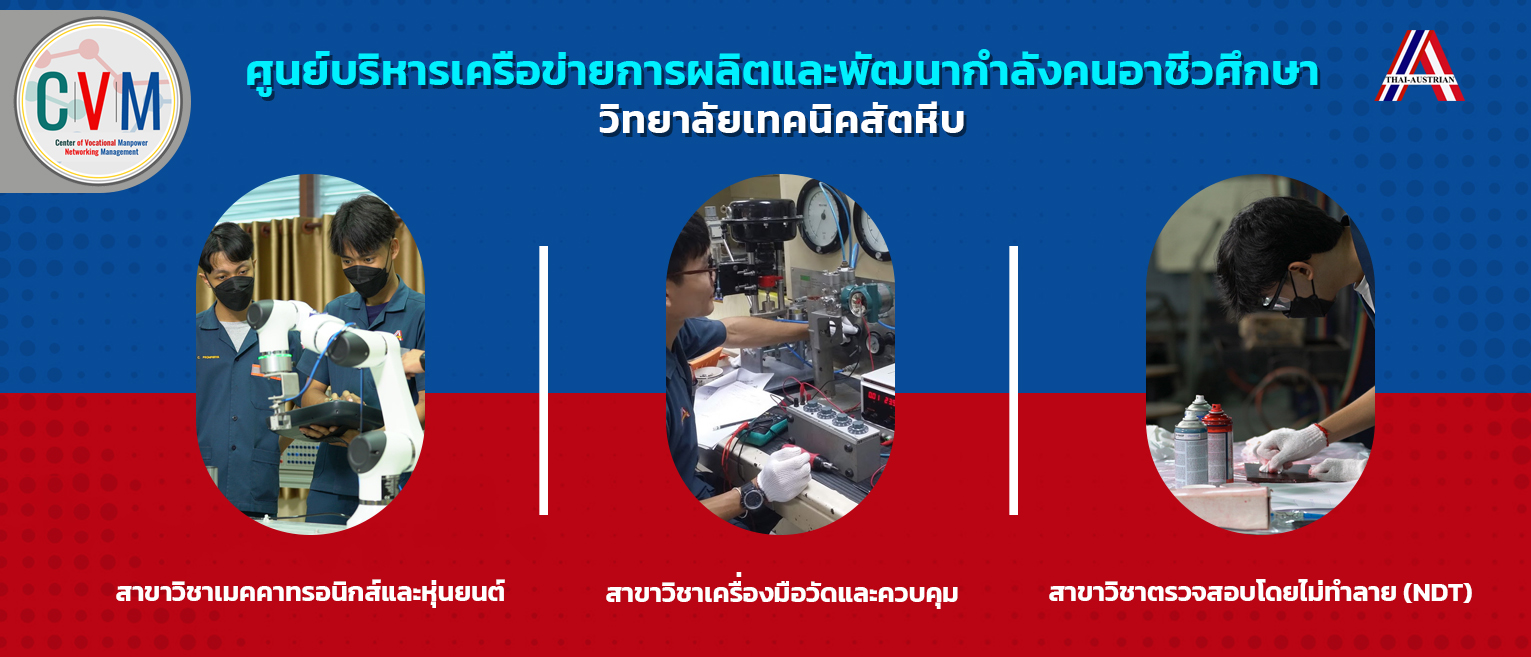 CVM
Center of Vocational Manpower
Networking Management
ศูนย์บริหารเครือข่ายการผลิตและพัฒนากำลังคนอาชีวศึกษา
วิทยาลัยเทคนิคสัตหีบ
THAI-AUSTRIAN
สาขาวิชาเมคคาทรอนิกส์และหุ่นยนต์
สาขาวิชาเครื่องมือวัดและควบคุม
สาขาวิชาตรวจสอบโดยไม่ทำลาย (NDT)